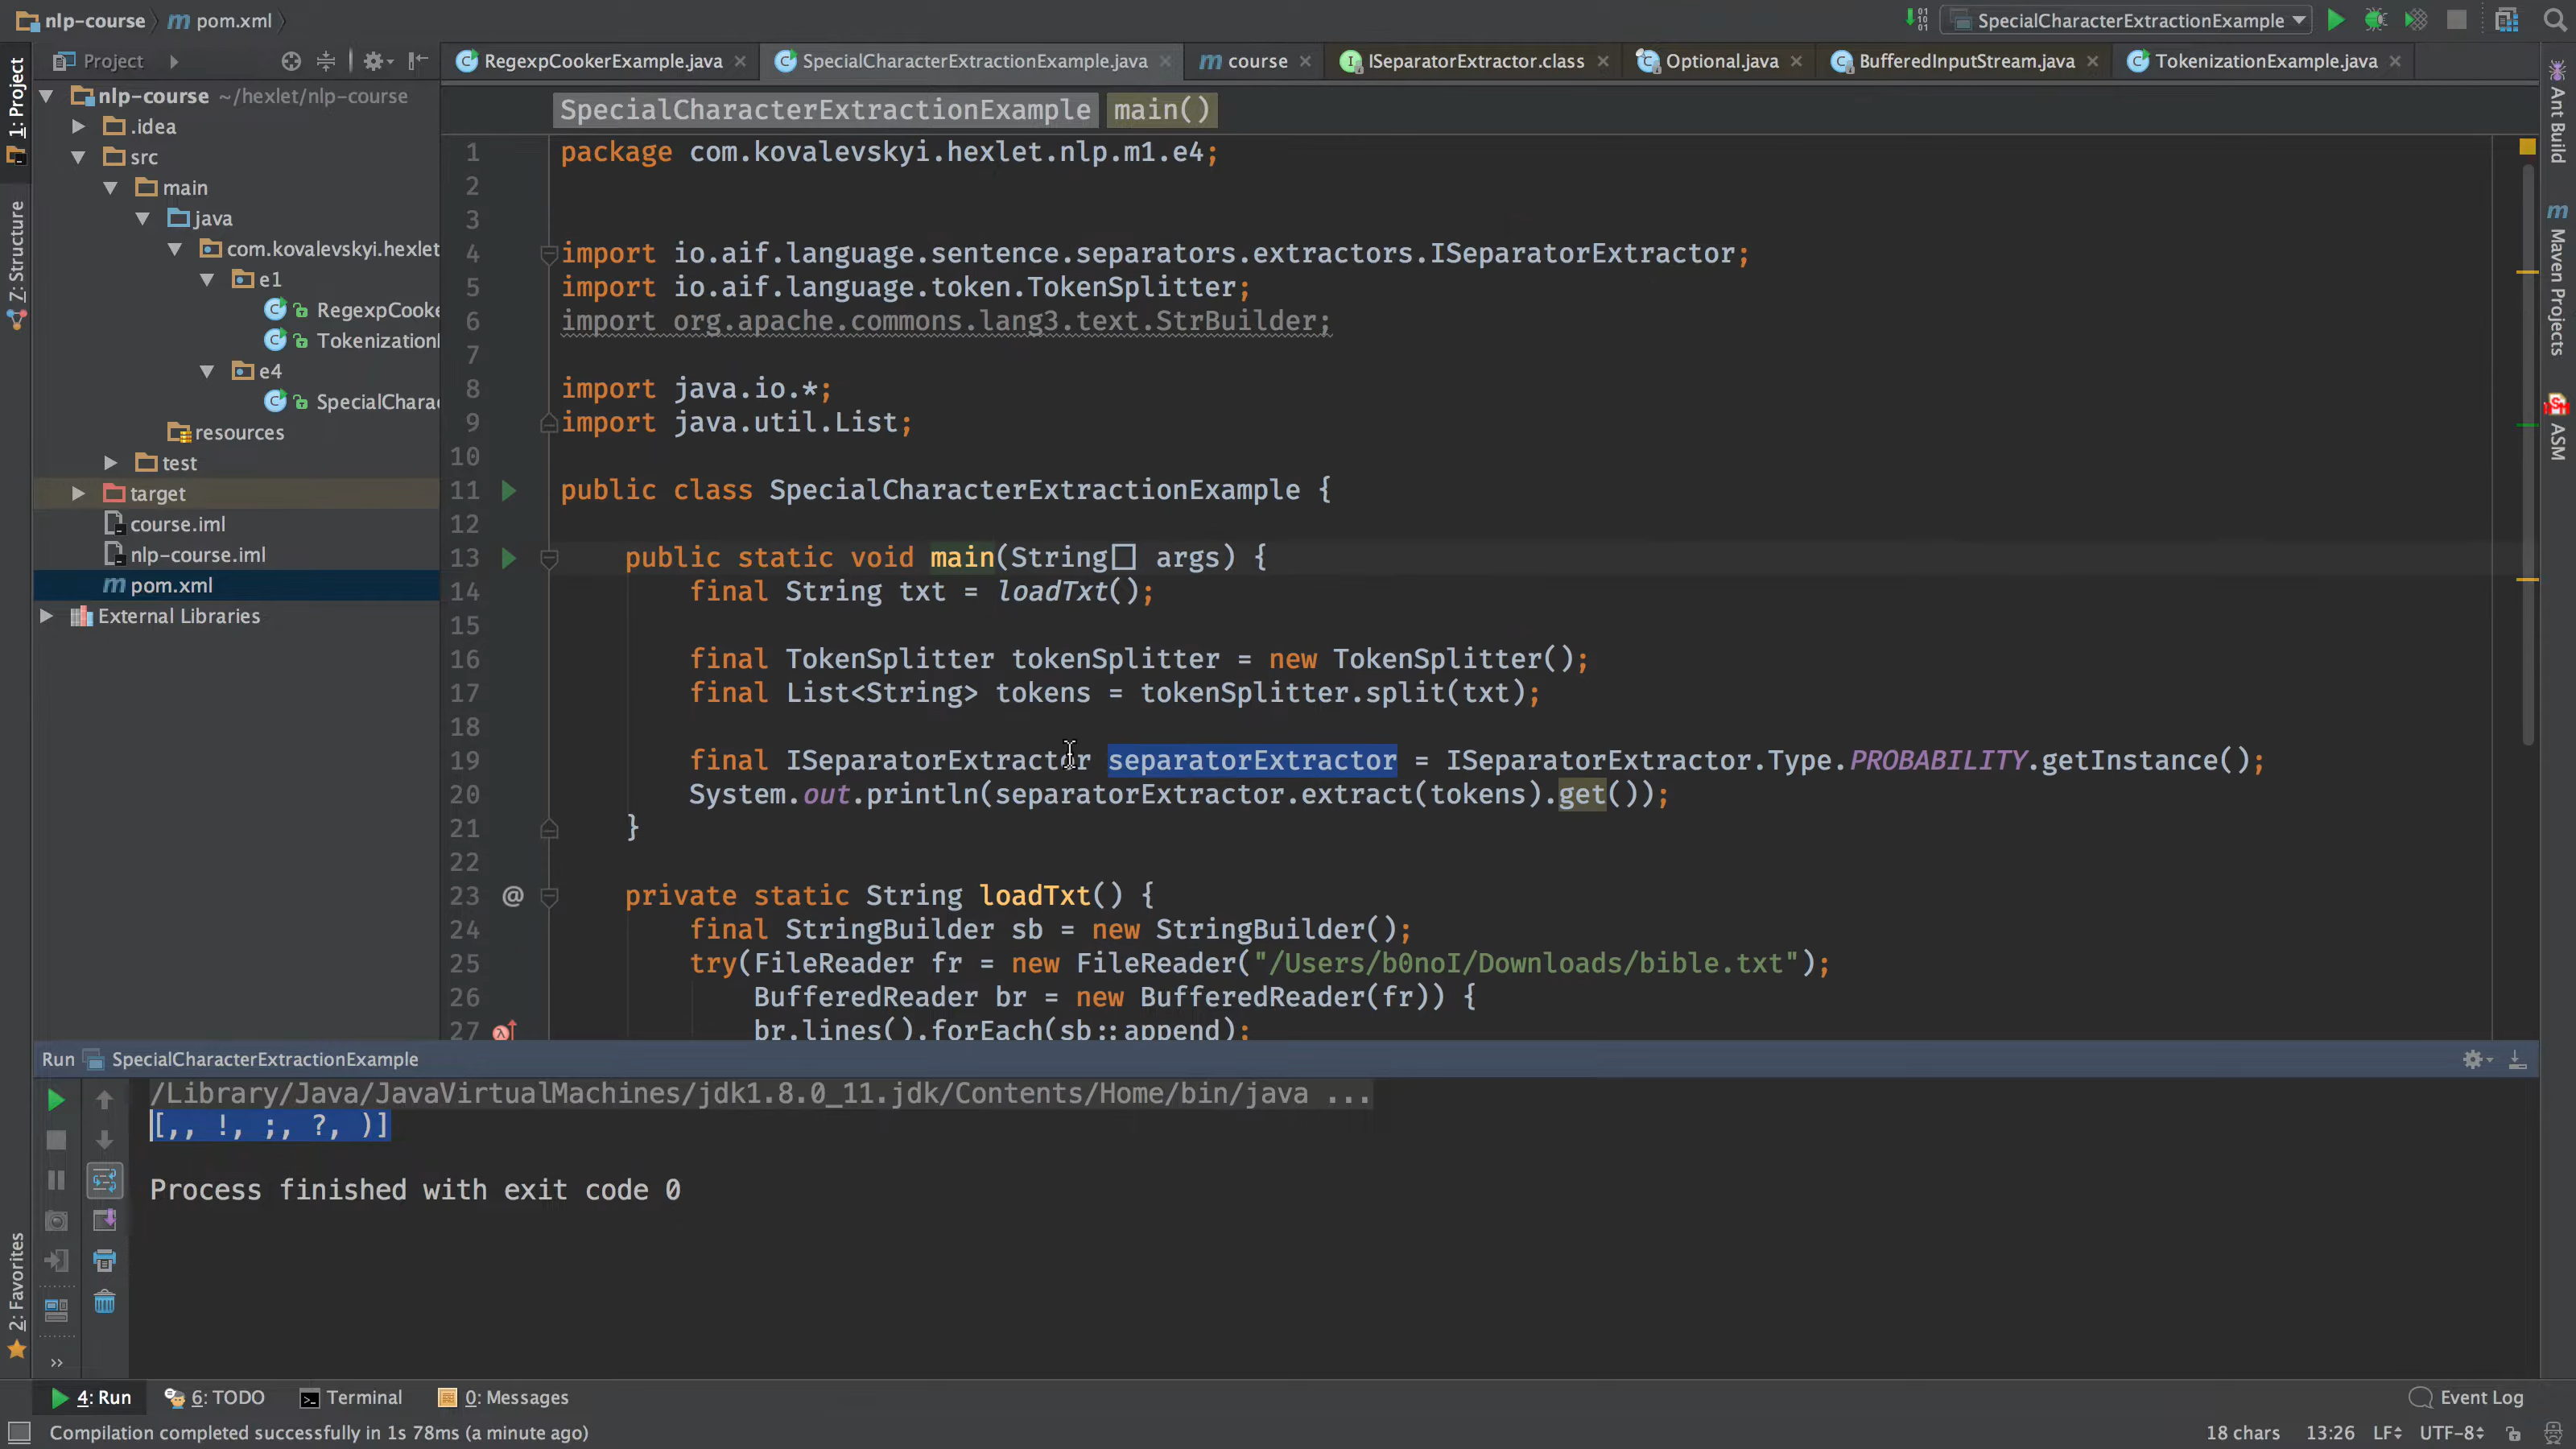 nlp-course pom.xml
SpecialCharacterExtractionExample
Project
RegexpCookerExample.java SpecialCharacterExtractionExample.java course ISeparatorExtractor.class Optional.java BufferedInputStream.java TokenizationExample.java
nlp-course ~/hexlet/nlp-course
.idea
src
main
java
com.kovalevskyi.hexlet
e1
RegexpCooke
Tokenization
e4
SpecialChara
resources
test
target
course.iml
nlp-course.iml
pom.xml
External Libraries
1: Project
7: Structure
2: Favorites
SpecialCharacterExtractionExample main()
1 package com.kovalevskyi.hexlet.nlp.m1.e4;
2
3
4 import io.aif.language.sentence.separators.extractors.ISeparatorExtractor;
5 import io.aif.language.token.TokenSplitter;
6 import org.apache.commons.lang3.text.StrBuilder;
7
8 import java.io.*;
9 import java.util.List;
10
11 public class SpecialCharacterExtractionExample {
12
13 public static void main(String[] args) {
14 final String txt = loadTxt();
15
16 final TokenSplitter tokenSplitter = new TokenSplitter();
17 final List<String> tokens = tokenSplitter.split(txt);
18
19 final ISeparatorExtractor separatorExtractor = ISeparatorExtractor.Type.PROBABILITY.getInstance();
20 System.out.println(separatorExtractor.extract(tokens).get());
21 }
22
23 @ private static String loadTxt() {
24 final StringBuilder sb = new StringBuilder();
25 try(FileReader fr = new FileReader("/Users/b0noI/Downloads/bible.txt");
26 BufferedReader br = new BufferedReader(fr)) {
27 br.lines().forEach(sb::append);
Ant Build
Maven Projects
ASM
Run SpecialCharacterExtractionExample
/Library/Java/JavaVirtualMachines/jdk1.8.0_11.jdk/Contents/Home/bin/java ...
[,, !, ;, ?, )]
Process finished with exit code 0
4: Run 6: TODO Terminal 0: Messages Event Log
Compilation completed successfully in 1s 78ms (a minute ago) 18 chars 13:26 LF UTF-8